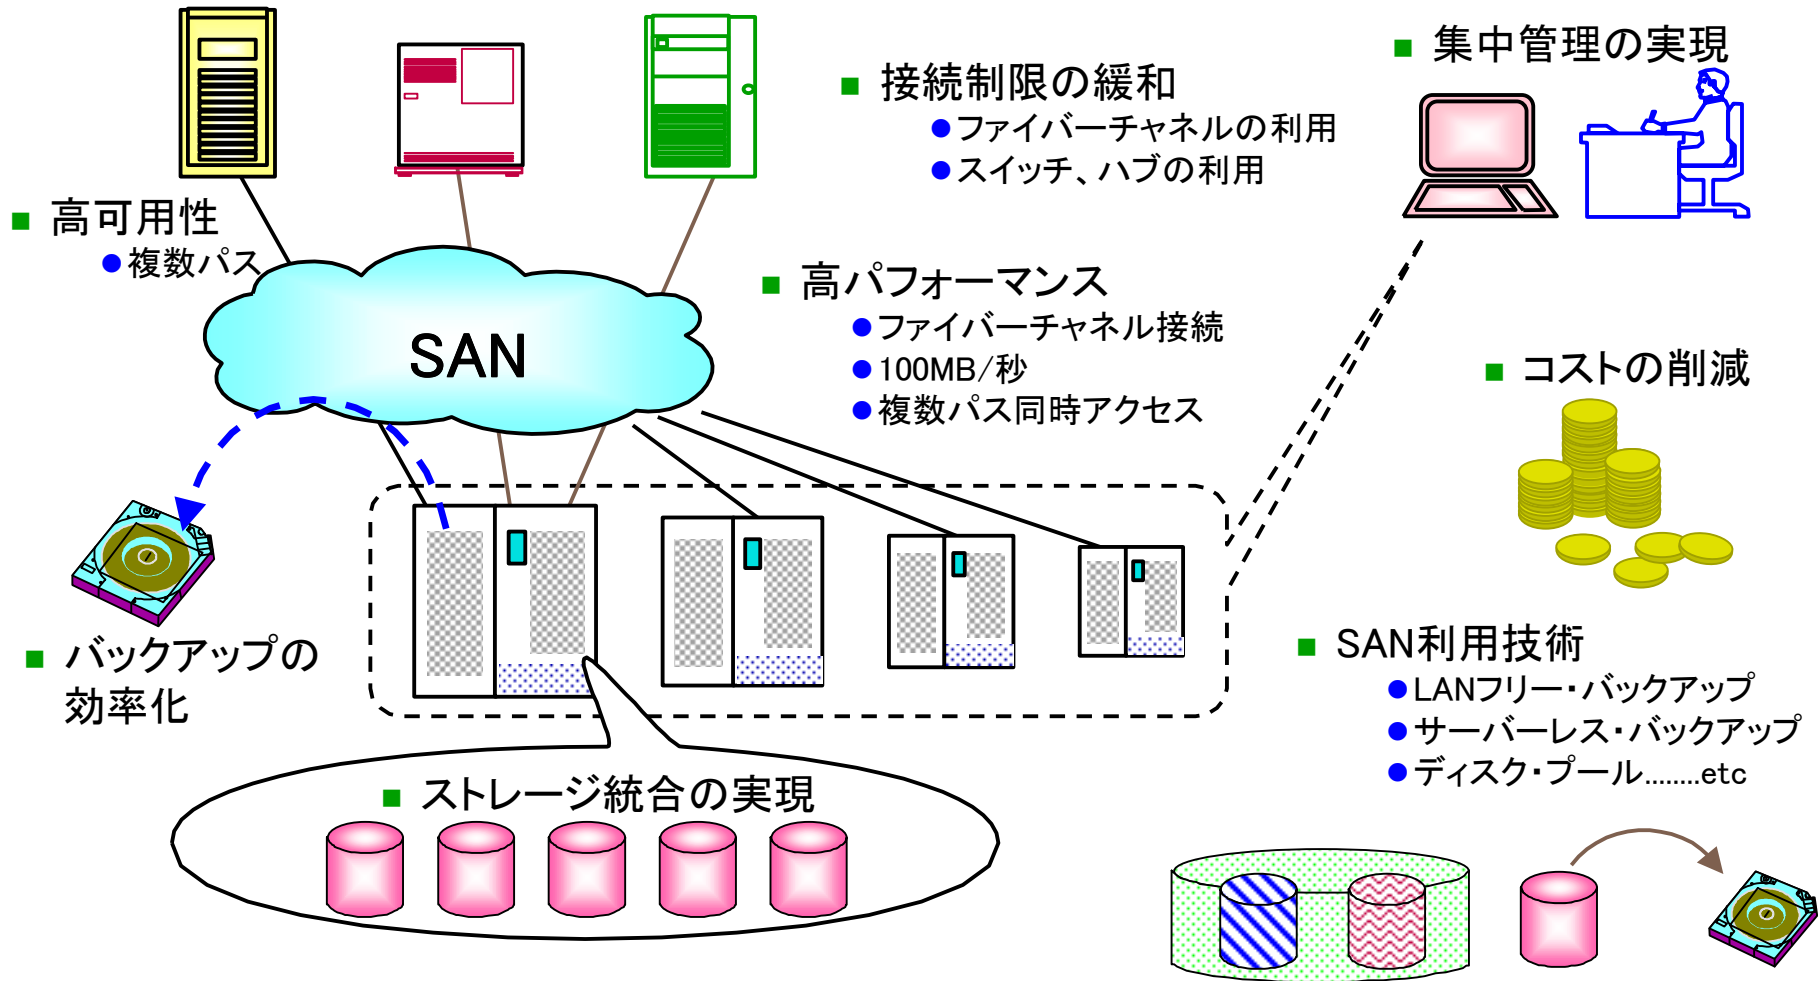 集中管理の実現
接続制限の緩和
ファイバーチャネルの利用
スイッチ、ハブの利用
高可用性
複数パス
高パフォーマンス
ファイバーチャネル接続
100MB/秒
複数パス同時アクセス
SAN
コストの削減
バックアップの
効率化
SAN利用技術
LANフリー・バックアップ
サーバーレス・バックアップ
ディスク・プール........etc
ストレージ統合の実現